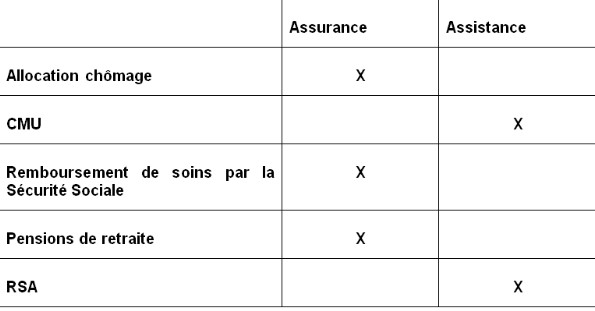 Assurance Assistance
Allocation chômage X
CMU X
Remboursement de soins par la X
Sécurité Sociale
Pensions de retraite X
RSA X